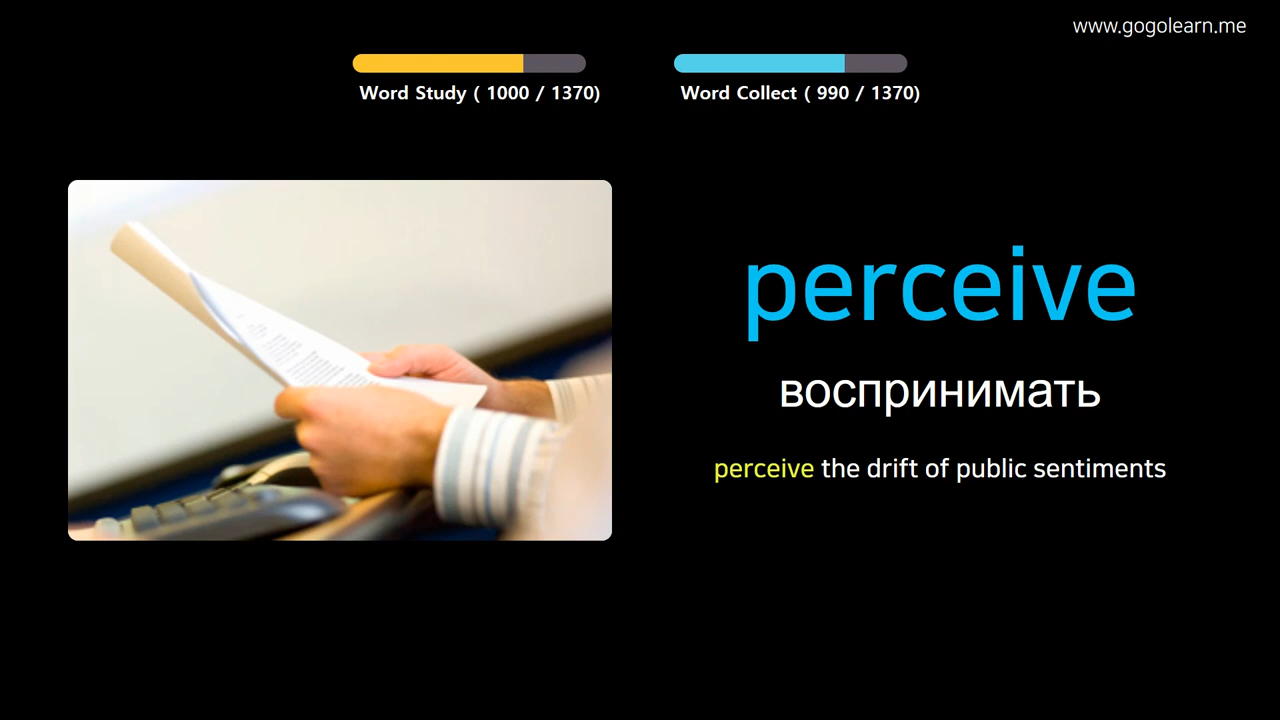 www.gogolearn.me
Word Study ( 1000 / 1370)
Word Collect ( 990 / 1370)
perceive
воспринимать
perceive the drift of public sentiments